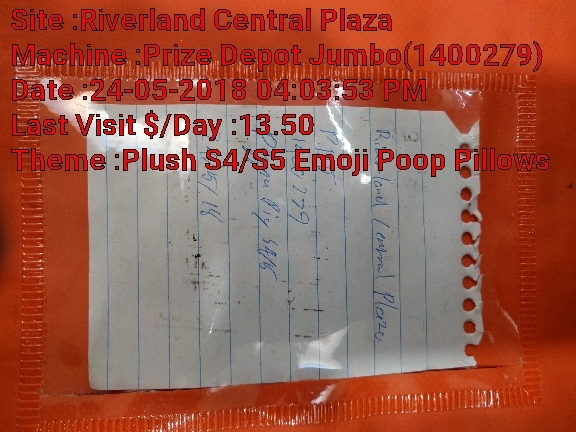 Site :Riverland Central Plaza
Machine :Prize Depot Jumbo(1400279)
Date :24-05-2018 04:03:53 PM
Last Visit $/Day :13.50
Theme :Plush S4/S5 Emoji Poop Pillows
Riverland Central Plaza
279